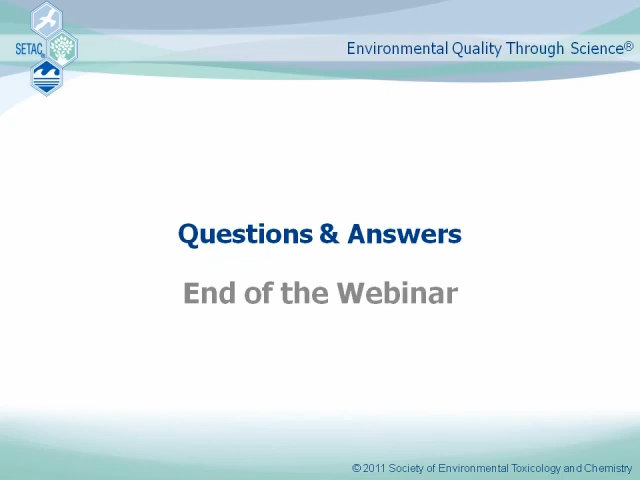 SETAC
Environmental Quality Through Science®
Questions & Answers
End of the Webinar
© 2011 Society of Environmental Toxicology and Chemistry